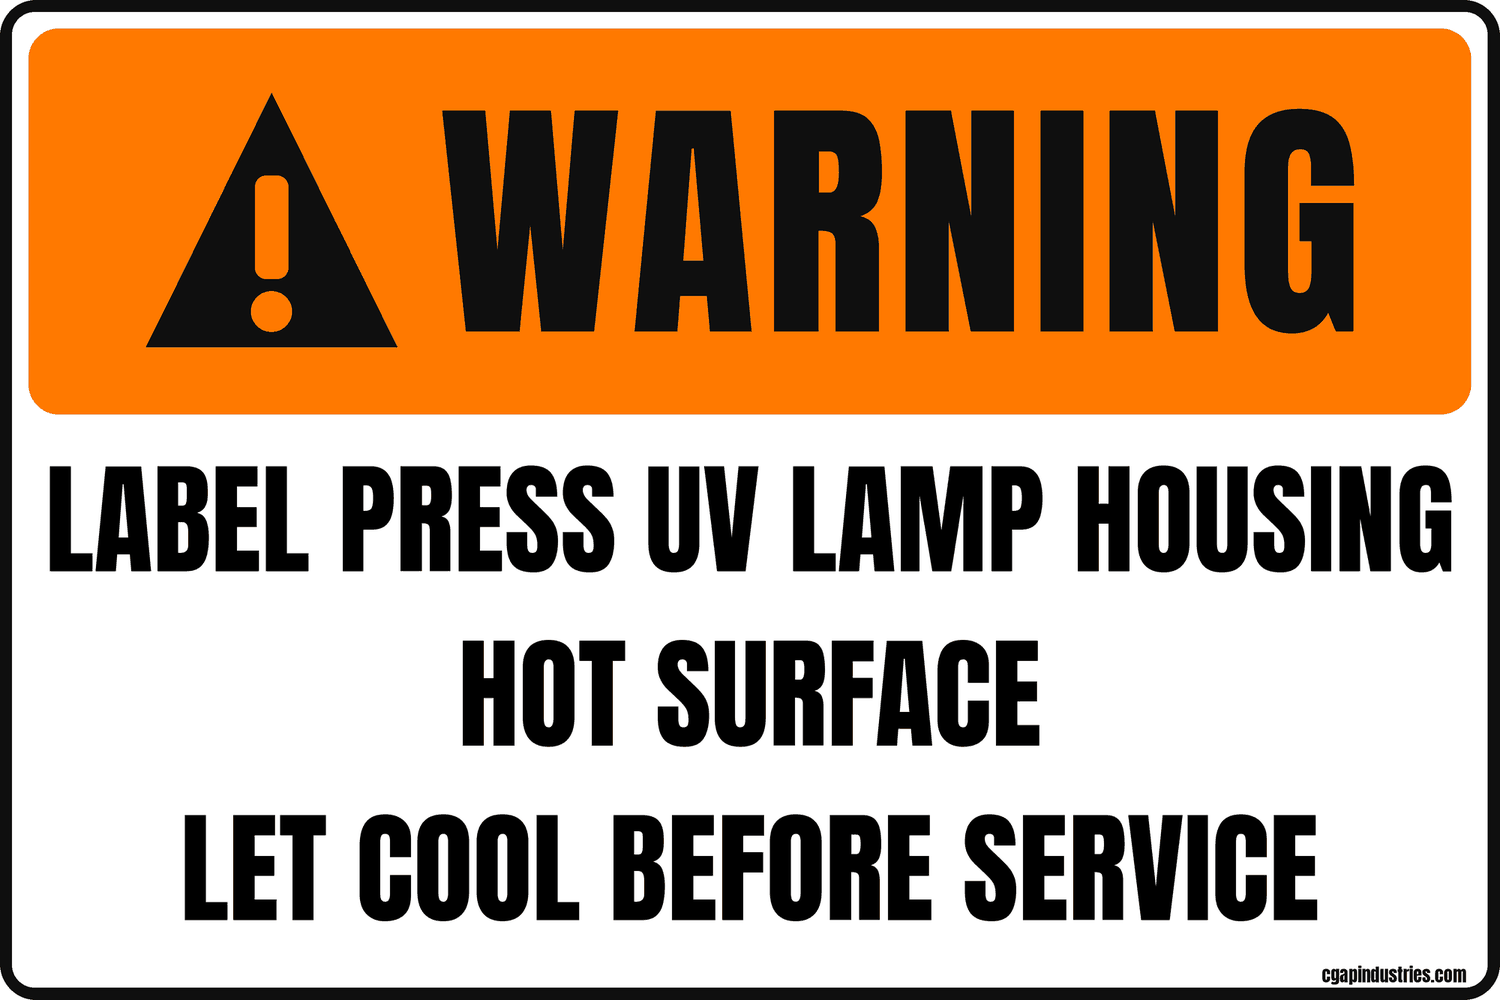 WARNING
LABEL PRESS UV LAMP HOUSING
HOT SURFACE
LET COOL BEFORE SERVICE
cgapindustries.com